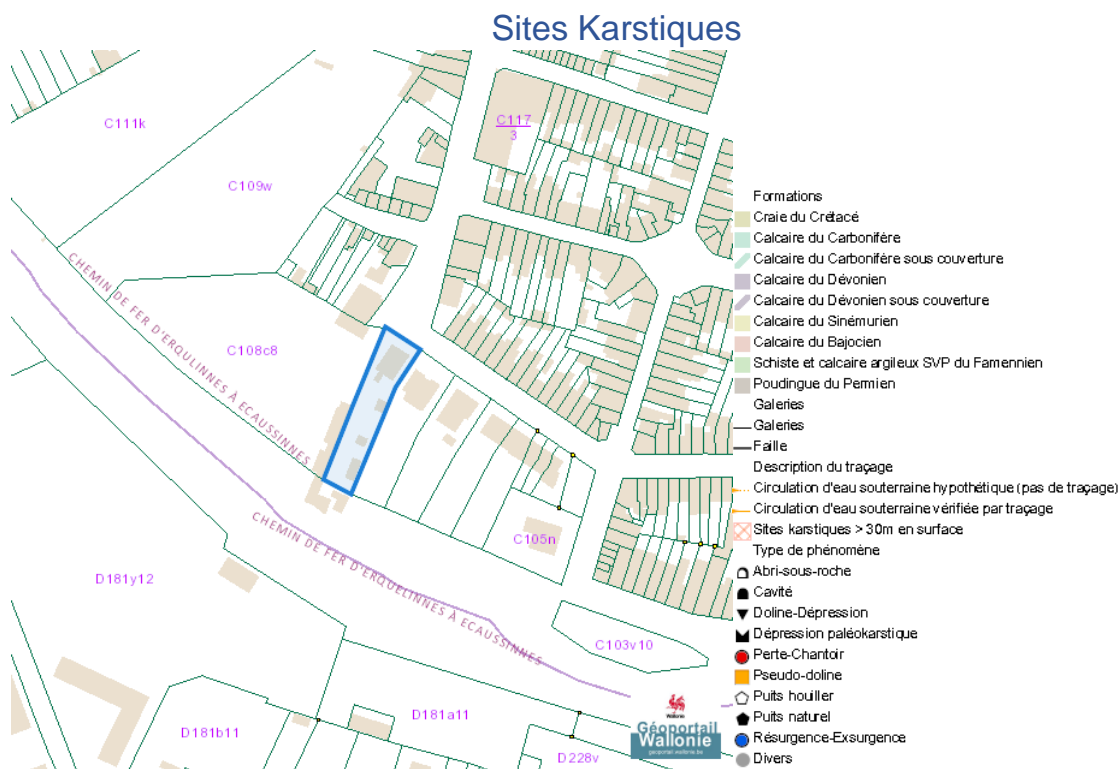 Sites Karstiques
C111k
C117
3
C109w
CHEMIN DE FER D'ERQULINNES À ECAUSSINNES
C108c8
CHEMIN DE FER D'ERQUELINNES À ECAUSSINNES
C105n
D181y12
C103v10
D181b11
D181a11
D228v
Wallonie
Géoportail
Wallonie
geoportail.wallonie.be
Formations
Craie du Crétacé
Calcaire du Carbonifère
Calcaire du Carbonifère sous couverture
Calcaire du Dévonien
Calcaire du Dévonien sous couverture
Calcaire du Sinémurien
Calcaire du Bajocien
Schiste et calcaire argileux SVP du Famennien
Poudingue du Permien
Galeries
Galeries
Faille
Description du traçage
Circulation d'eau souterraine hypothétique (pas de traçage)
Circulation d'eau souterraine vérifiée par traçage
Sites karstiques > 30m en surface
Type de phénomène
Abri-sous-roche
Cavité
Doline-Dépression
Dépression paléokarstique
Perte-Chantoir
Pseudo-doline
Puits houiller
Puits naturel
Résurgence-Exsurgence
Divers